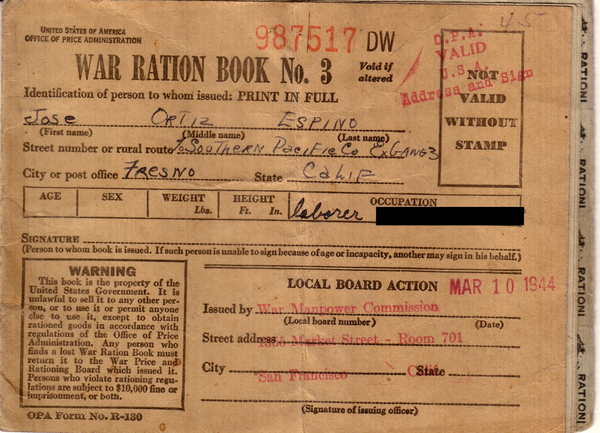 45
UNITED STATES OF AMERICA
OFFICE OF PRICE ADMINISTRATION
987517 DW
O.P.A.
VALID
U.S.A.
Address and Sign
WAR RATION BOOK No. 3
Void if
altered
NOT
VALID
WITHOUT
STAMP
Identification of person to whom issued: PRINT IN FULL
Jose ORTIZ ESPINO
(First name) (Middle name) (Last name)
Street number or rural route % SOUTHERN PACIFIC CO EX GANG 3
City or post office FRESNO State CALIF
AGE SEX WEIGHT HEIGHT OCCUPATION
Lbs. Ft. In. laborer
SIGNATURE
(Person to whom book is issued. If such person is unable to sign because of age or incapacity, another may sign in his behalf.)
WARNING
This book is the property of the
United States Government. It is
unlawful to sell it to any other per-
son, or to use it or permit anyone
else to use it, except to obtain
rationed goods in accordance with
regulations of the Office of Price
Administration. Any person who
finds a lost War Ration Book must
return it to the War Price and
Rationing Board which issued it.
Persons who violate rationing regu-
lations are subject to $10,000 fine or
imprisonment, or both.
OPA Form No. R-130
LOCAL BOARD ACTION MAR 10 1944
Issued by War Manpower Commission
(Local board number) (Date)
Street address 1355 Market Street - Room 701
City San Francisco State
(Signature of issuing officer)
RATIONI
RATIONI
RATIONI
RATIONI